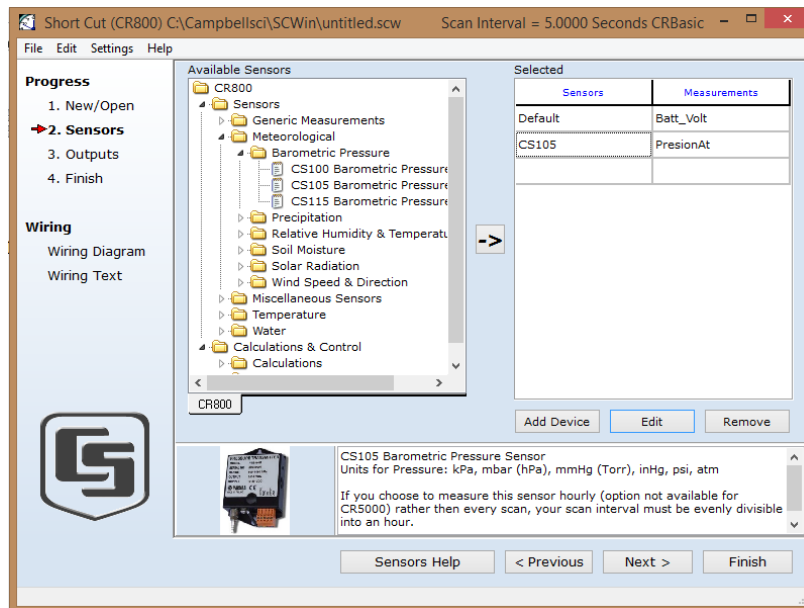 Short Cut (CR800) C:\Campbellsci\SCWin\untitled.scw Scan Interval = 5.0000 Seconds CRBasic
File Edit Settings Help
Progress
1. New/Open
2. Sensors
3. Outputs
4. Finish
Wiring
Wiring Diagram
Wiring Text
Available Sensors
CR800
Sensors
Generic Measurements
Meteorological
Barometric Pressure
CS100 Barometric Pressure
CS105 Barometric Pressure
CS115 Barometric Pressure
Precipitation
Relative Humidity & Temperatu
Soil Moisture
Solar Radiation
Wind Speed & Direction
Miscellaneous Sensors
Temperature
Water
Calculations & Control
Calculations
CR800
->
Selected
Sensors Measurements
Default Batt_Volt
CS105 PresionAt
Add Device Edit Remove
CS105 Barometric Pressure Sensor
Units for Pressure: kPa, mbar (hPa), mmHg (Torr), inHg, psi, atm
If you choose to measure this sensor hourly (option not available for
CR5000) rather then every scan, your scan interval must be evenly divisible
into an hour.
Sensors Help < Previous Next > Finish